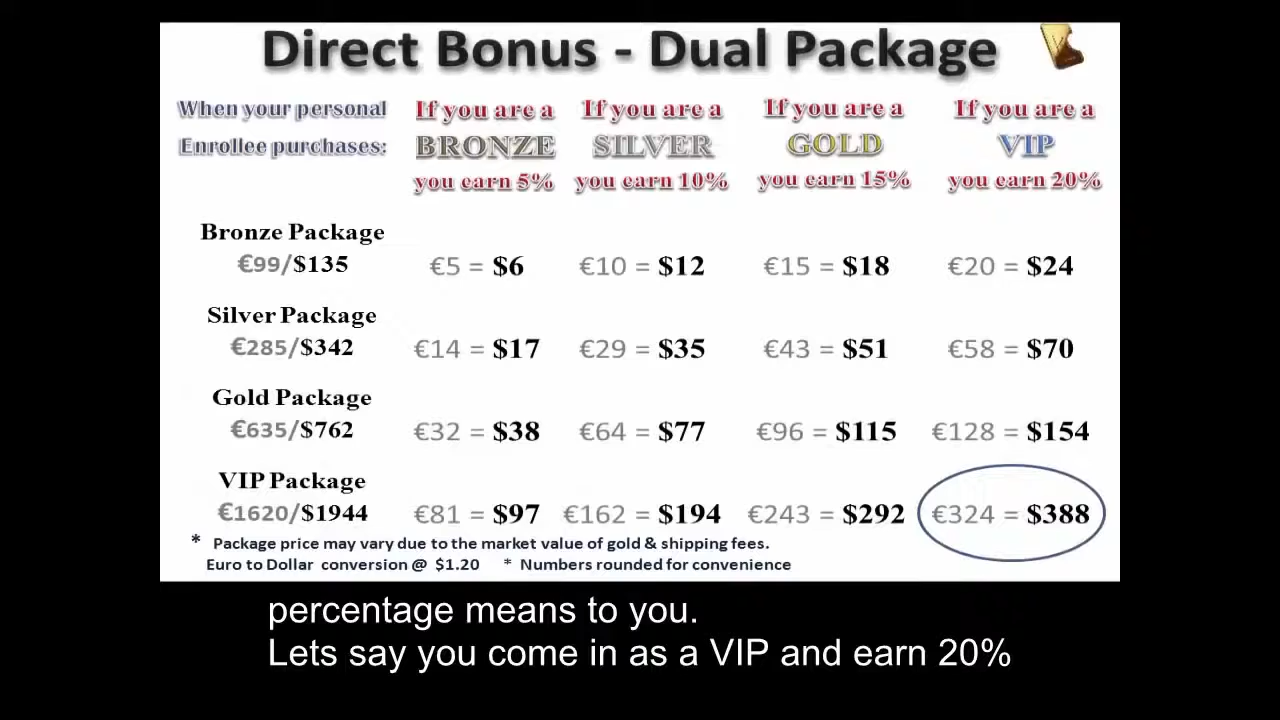 Direct Bonus - Dual Package
When your personal Enrollee purchases:
If you are a BRONZE you earn 5%
If you are a SILVER you earn 10%
If you are a GOLD you earn 15%
If you are a VIP you earn 20%
Bronze Package
€99/$135 €5 = $6 €10 = $12 €15 = $18 €20 = $24
Silver Package
€285/$342 €14 = $17 €29 = $35 €43 = $51 €58 = $70
Gold Package
€635/$762 €32 = $38 €64 = $77 €96 = $115 €128 = $154
VIP Package
€1620/$1944 €81 = $97 €162 = $194 €243 = $292 €324 = $388
* Package price may vary due to the market value of gold & shipping fees.
Euro to Dollar conversion @ $1.20 * Numbers rounded for convenience
percentage means to you.
Lets say you come in as a VIP and earn 20%